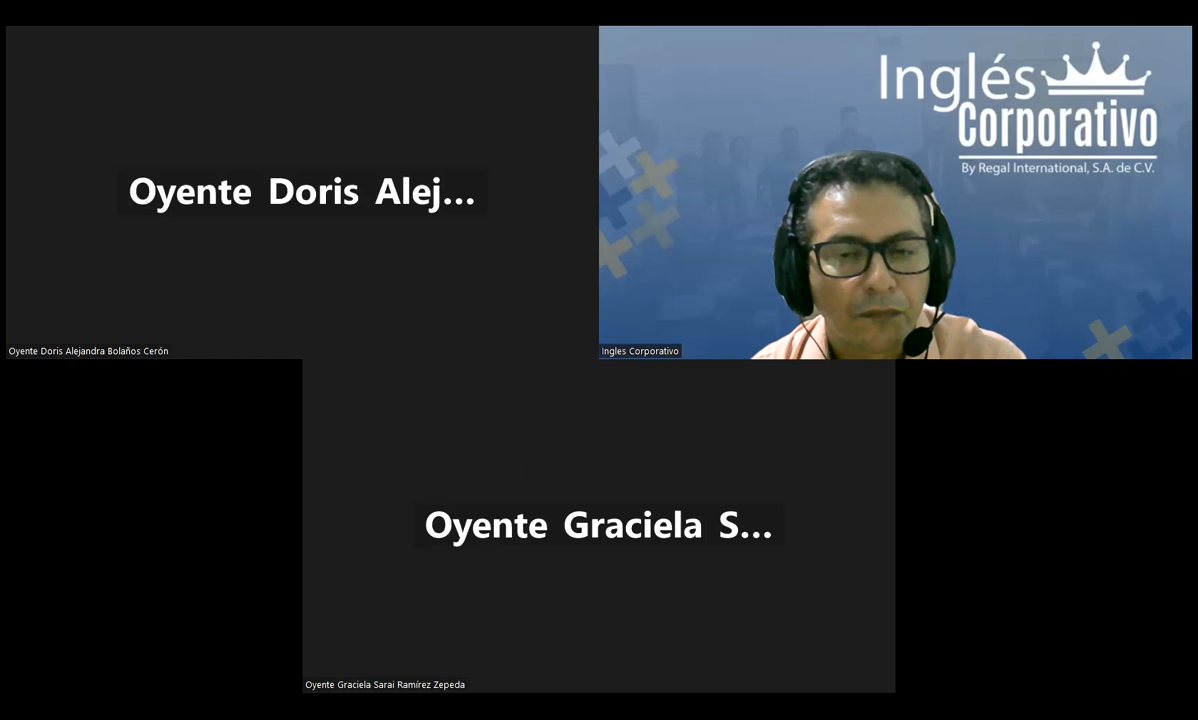 Oyente Doris Alej...
Oyente Doris Alejandra Bolaños Cerón
Inglés
Corporativo
By Regal International, S.A. de C.V.
Ingles Corporativo
Oyente Graciela S...
Oyente Graciela Sarai Ramírez Zepeda